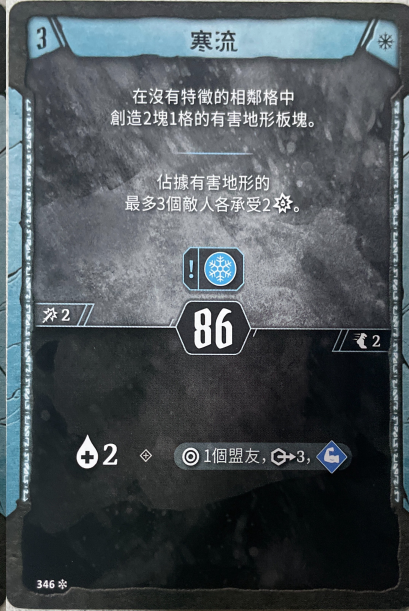 3 寒流
在沒有特徵的相鄰格中
創造2塊1格的有害地形板塊。
佔據有害地形的
最多3個敵人各承受2。
!
2
86
2
2 1個盟友, 3,
346